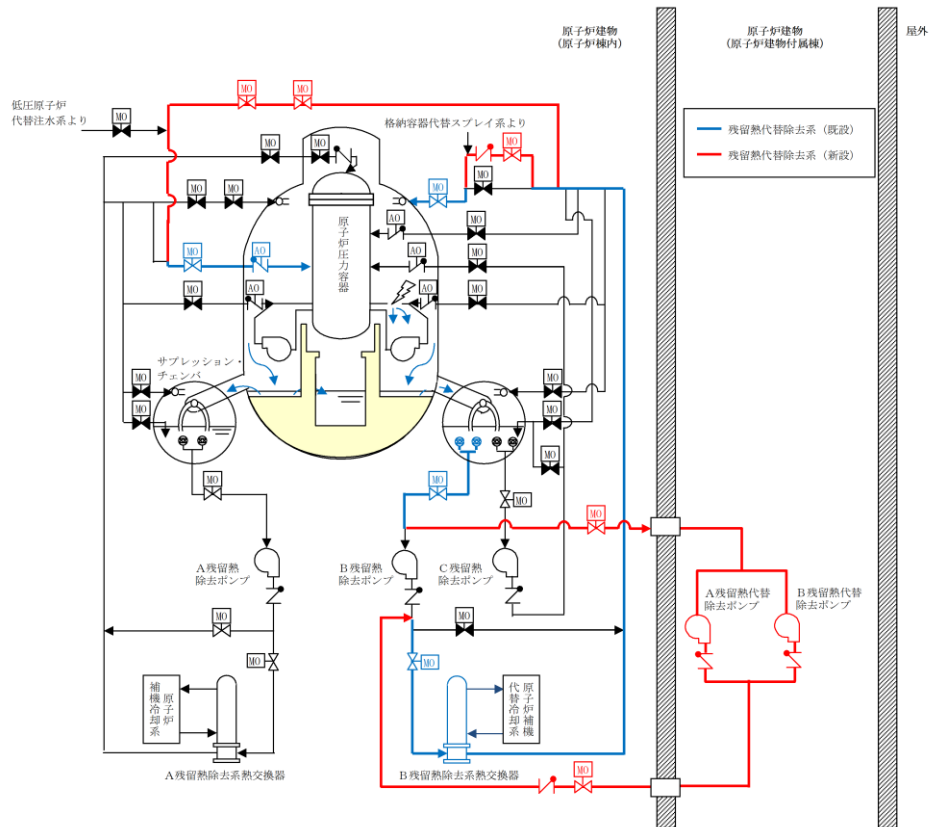 原子炉建物
(原子炉棟内)
原子炉建物
(原子炉建物付属棟)
屋外
残留熱代替除去系(既設)
残留熱代替除去系(新設)
MO
MO
低圧原子炉
代替注水系より
MO
格納容器代替スプレイ系より
MO
MO
MO
MO
MO
MO
MO
MO
原子炉圧力容器
AO
MO
MO
AO
AO
MO
MO
AO
AO
MO
サプレッション・
チェンバ
MO
MO
MO
MO
MO
MO
MO
MO
MO
A残留熱
除去ポンプ
B残留熱
除去ポンプ
C残留熱
除去ポンプ
A残留熱代替
除去ポンプ
B残留熱代替
除去ポンプ
MO
MO
MO
MO
原子炉
補機冷却系
原子炉補機
代替冷却系
A残留熱除去系熱交換器
B残留熱除去系熱交換器
MO